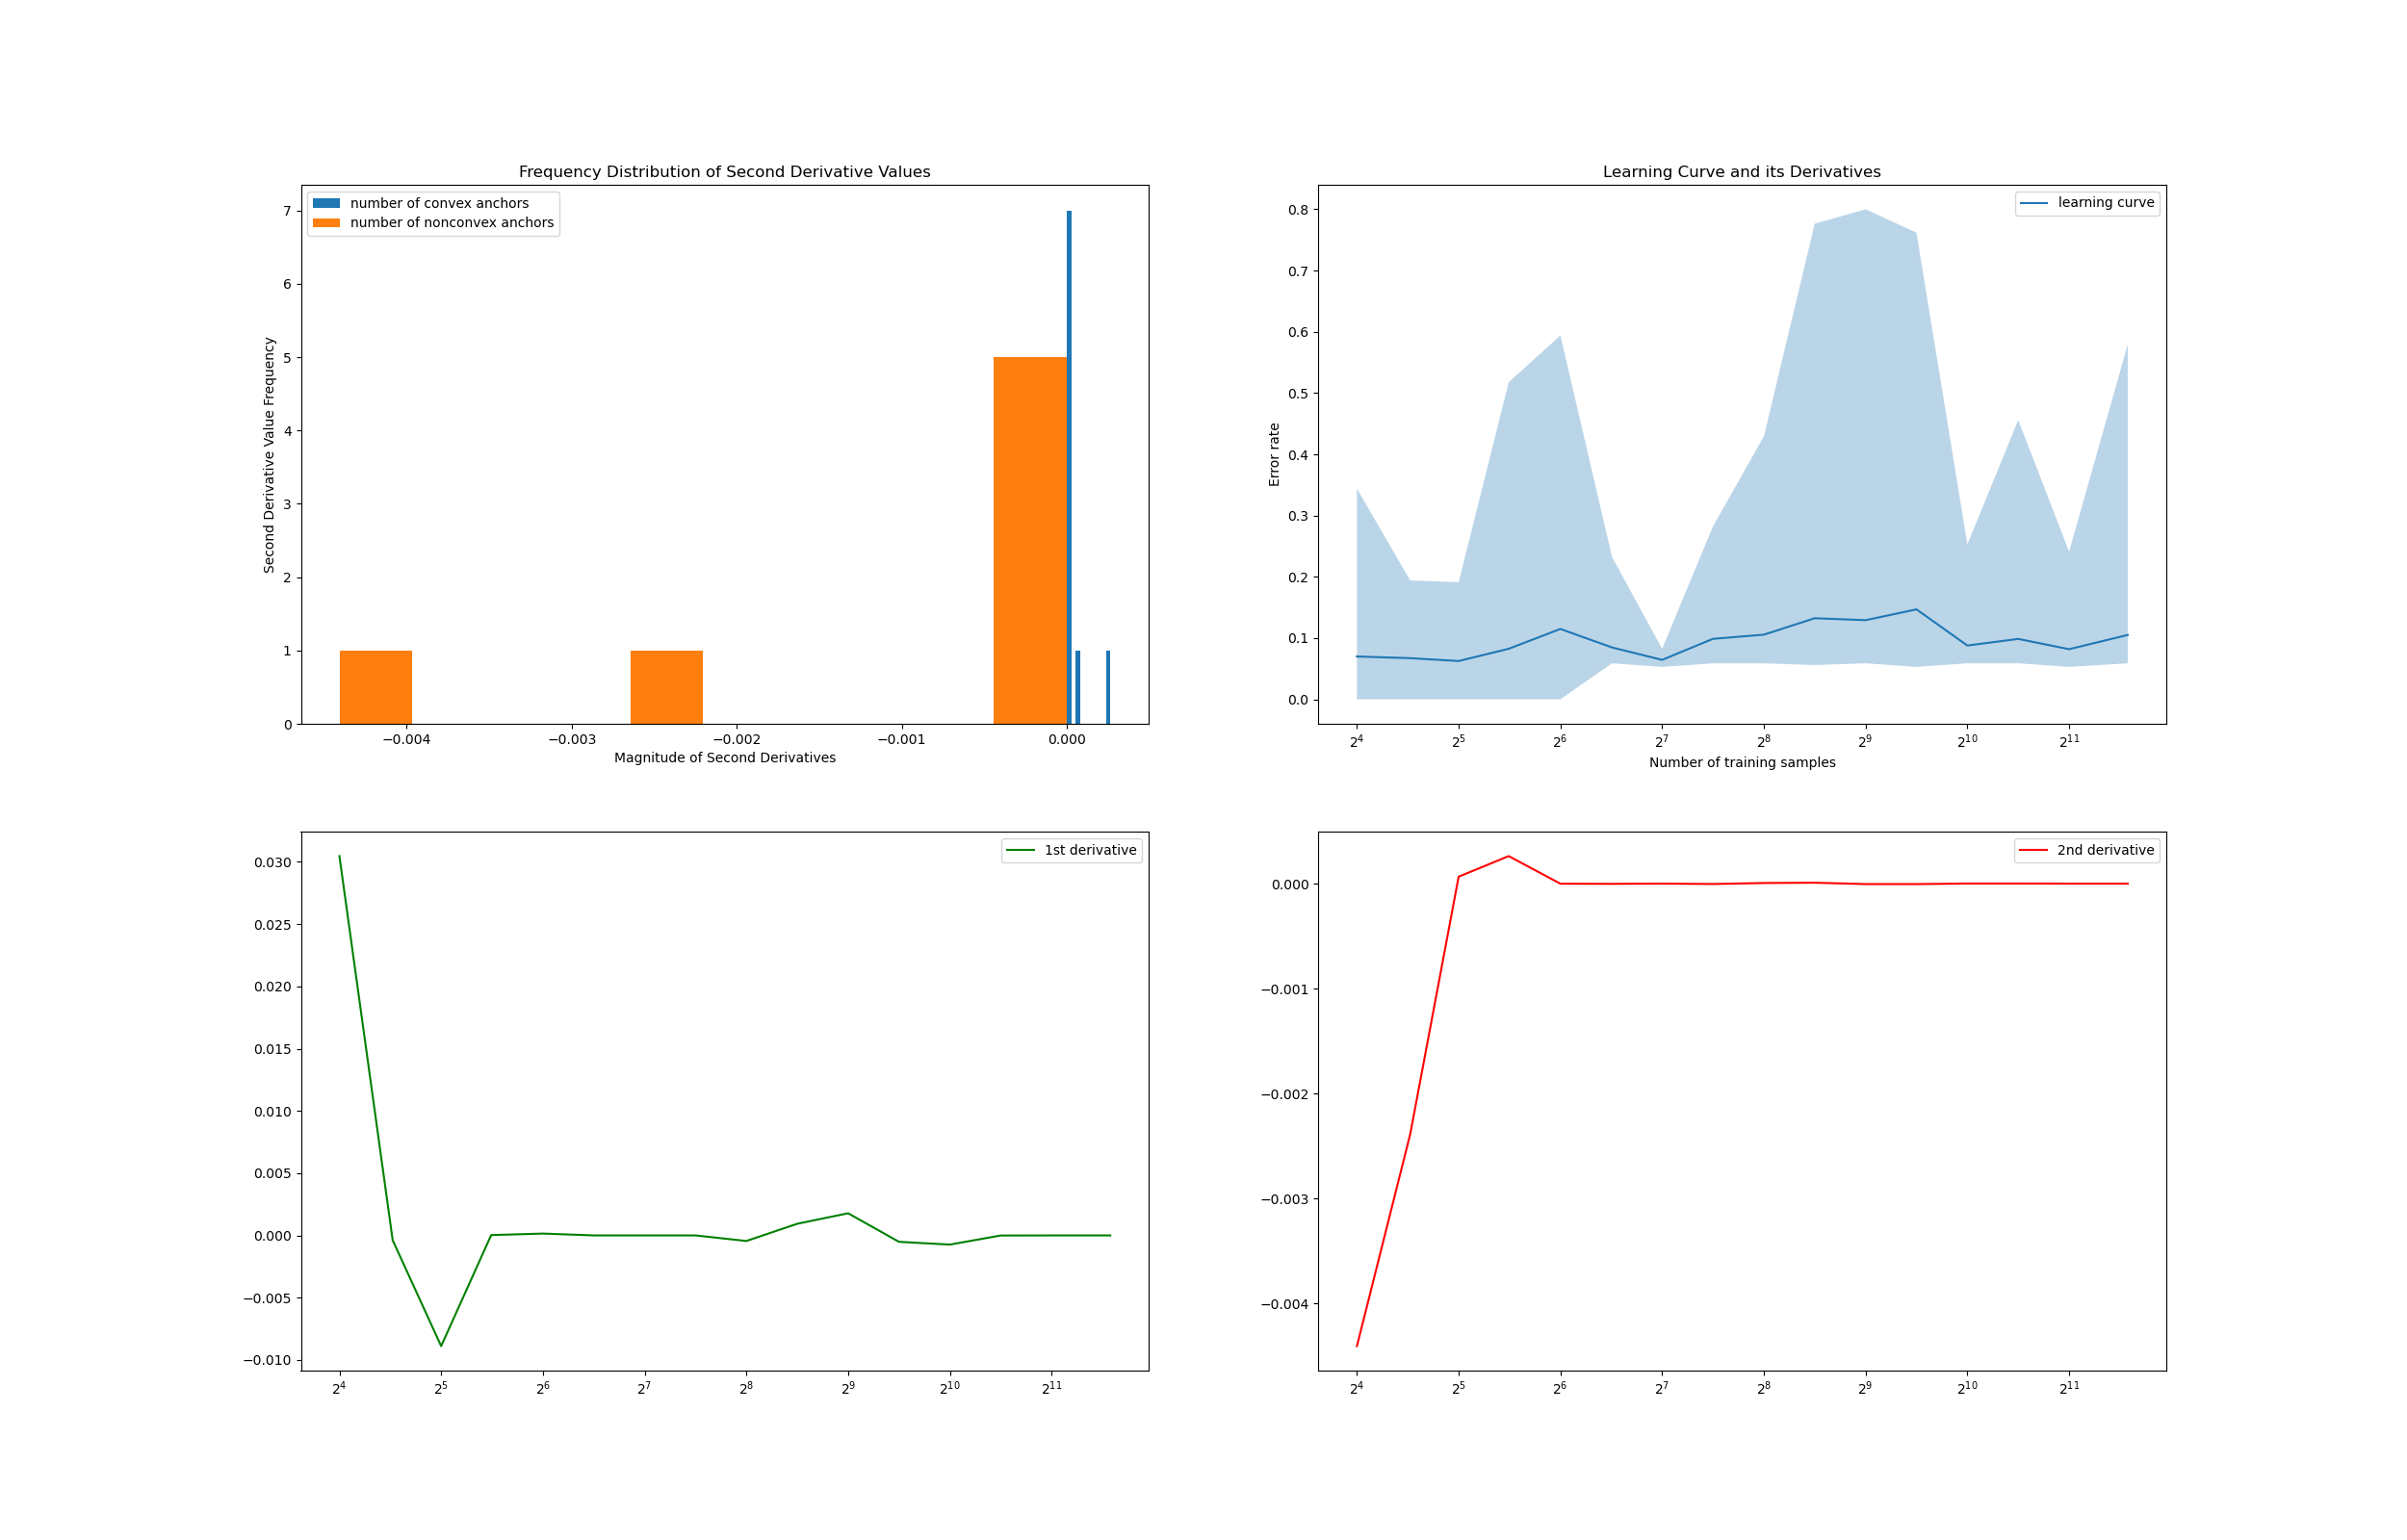 Frequency Distribution of Second Derivative Values
number of convex anchors
number of nonconvex anchors
Second Derivative Value Frequency
7
6
5
4
3
2
1
0
−0.004 −0.003 −0.002 −0.001 0.000
Magnitude of Second Derivatives
Learning Curve and its Derivatives
learning curve
Error rate
0.8
0.7
0.6
0.5
0.4
0.3
0.2
0.1
0.0
2⁴ 2⁵ 2⁶ 2⁷ 2⁸ 2⁹ 2¹⁰ 2¹¹
Number of training samples
1st derivative
0.030
0.025
0.020
0.015
0.010
0.005
0.000
−0.005
−0.010
2⁴ 2⁵ 2⁶ 2⁷ 2⁸ 2⁹ 2¹⁰ 2¹¹
2nd derivative
0.000
−0.001
−0.002
−0.003
−0.004
2⁴ 2⁵ 2⁶ 2⁷ 2⁸ 2⁹ 2¹⁰ 2¹¹